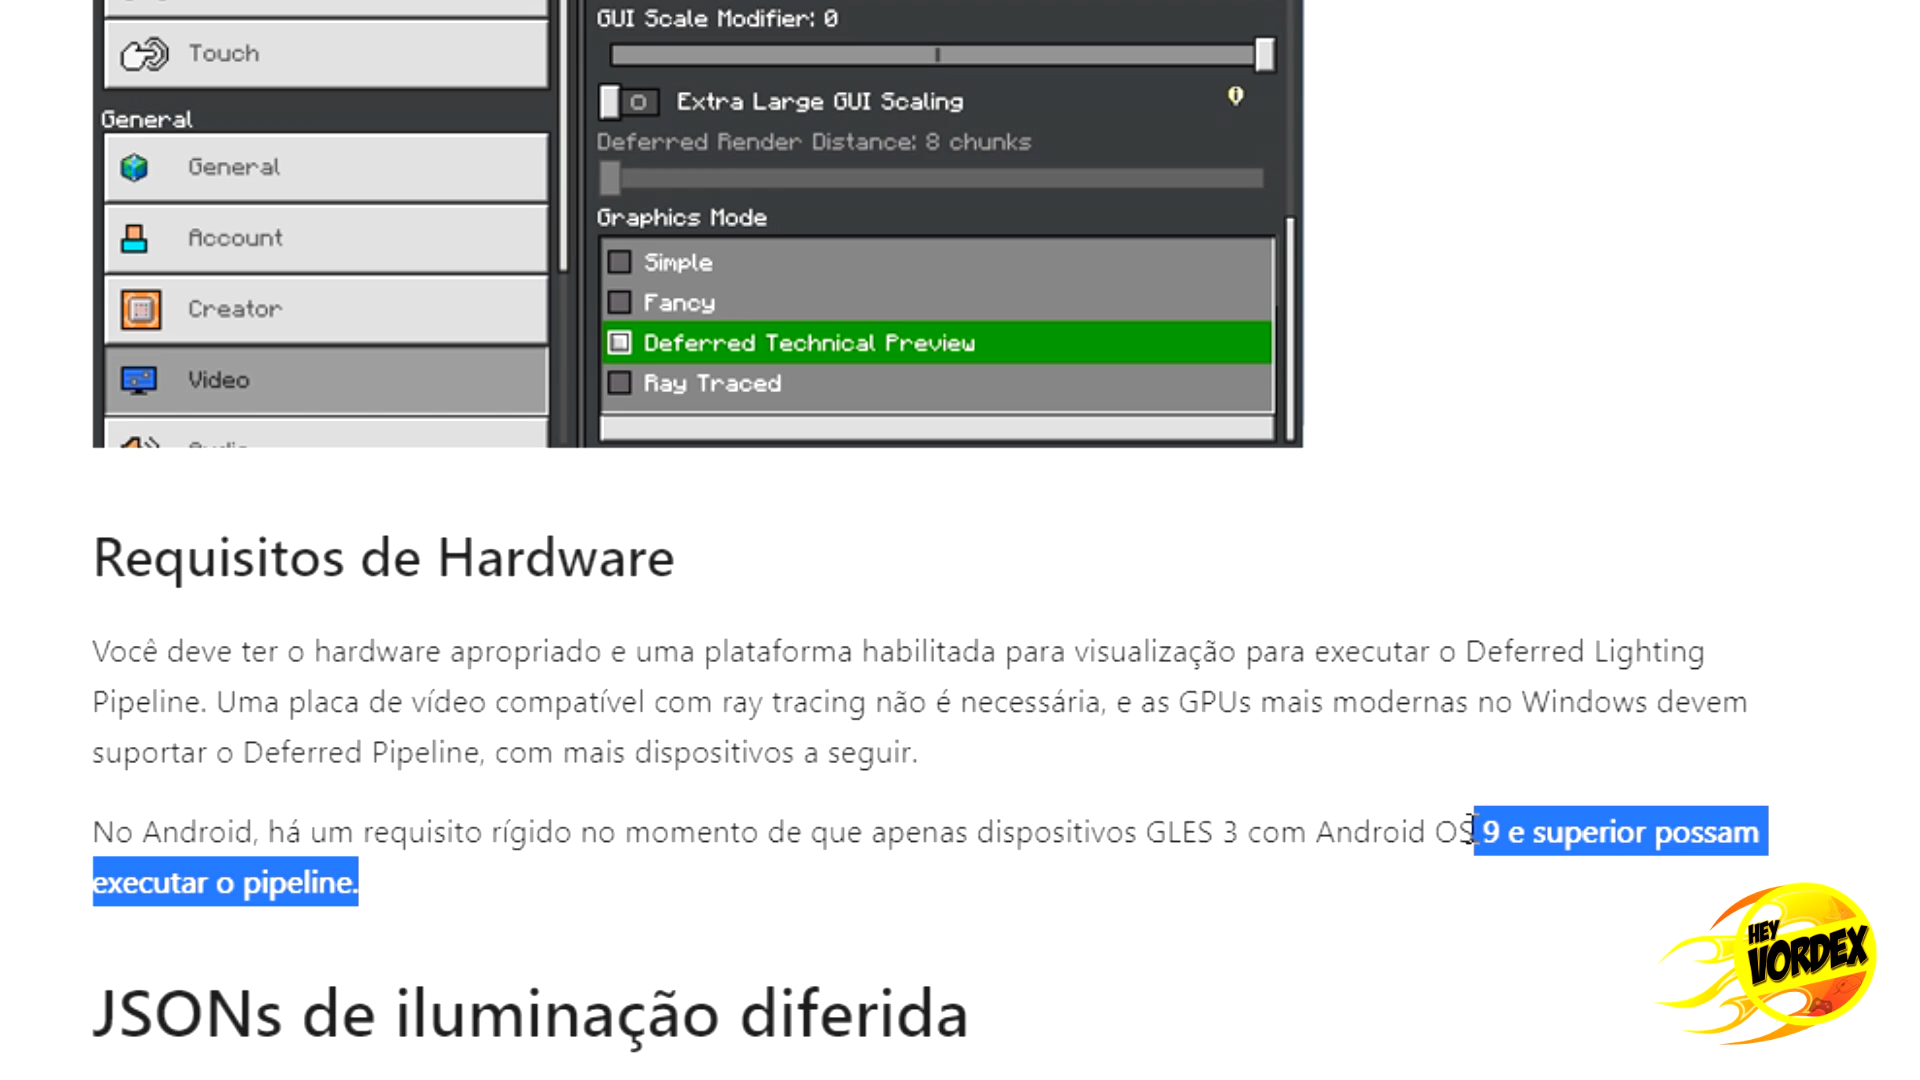 GUI Scale Modifier: 0
Touch
Extra Large GUI Scaling
General
Deferred Render Distance: 8 chunks
General
Graphics Mode
Account
Simple
Fancy
Creator
Deferred Technical Preview
Video
Ray Traced
Requisitos de Hardware
Você deve ter o hardware apropriado e uma plataforma habilitada para visualização para executar o Deferred Lighting
Pipeline. Uma placa de vídeo compatível com ray tracing não é necessária, e as GPUs mais modernas no Windows devem
suportar o Deferred Pipeline, com mais dispositivos a seguir.
No Android, há um requisito rígido no momento de que apenas dispositivos GLES 3 com Android OS 9 e superior possam
executar o pipeline.
HEY
VORDEX
JSONs de iluminação diferida